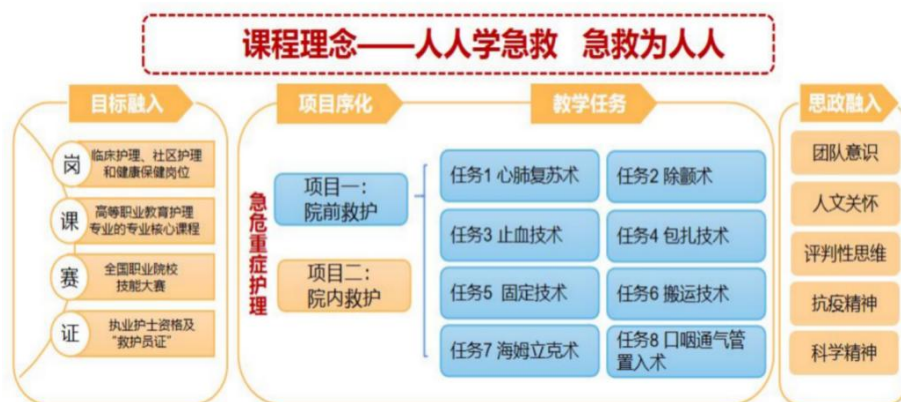 课程理念——人人学急救 急救为人人
目标融入
岗
临床护理、社区护理
和健康保健岗位
课
高等职业教育护理
专业的专业核心课程
赛
全国职业院校
技能大赛
证
执业护士资格及
“救护员证”
项目序化
教学任务
急危重症护理
项目一：
院前救护
项目二：
院内救护
任务1 心肺复苏术
任务2 除颤术
任务3 止血技术
任务4 包扎技术
任务5 固定技术
任务6 搬运技术
任务7 海姆立克术
任务8 口咽通气管
置入术
思政融入
团队意识
人文关怀
评判性思维
抗疫精神
科学精神